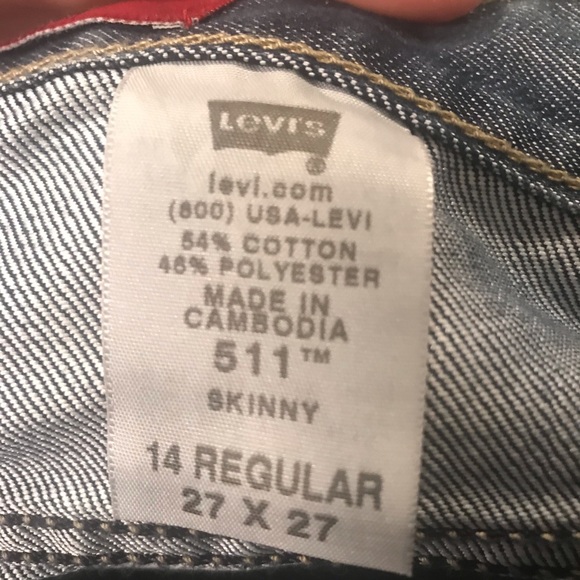 LEVI'S
®
levi.com
(800) USA-LEVI
54% COTTON
46% POLYESTER
MADE IN
CAMBODIA
511™
SKINNY
14 REGULAR
27 X 27